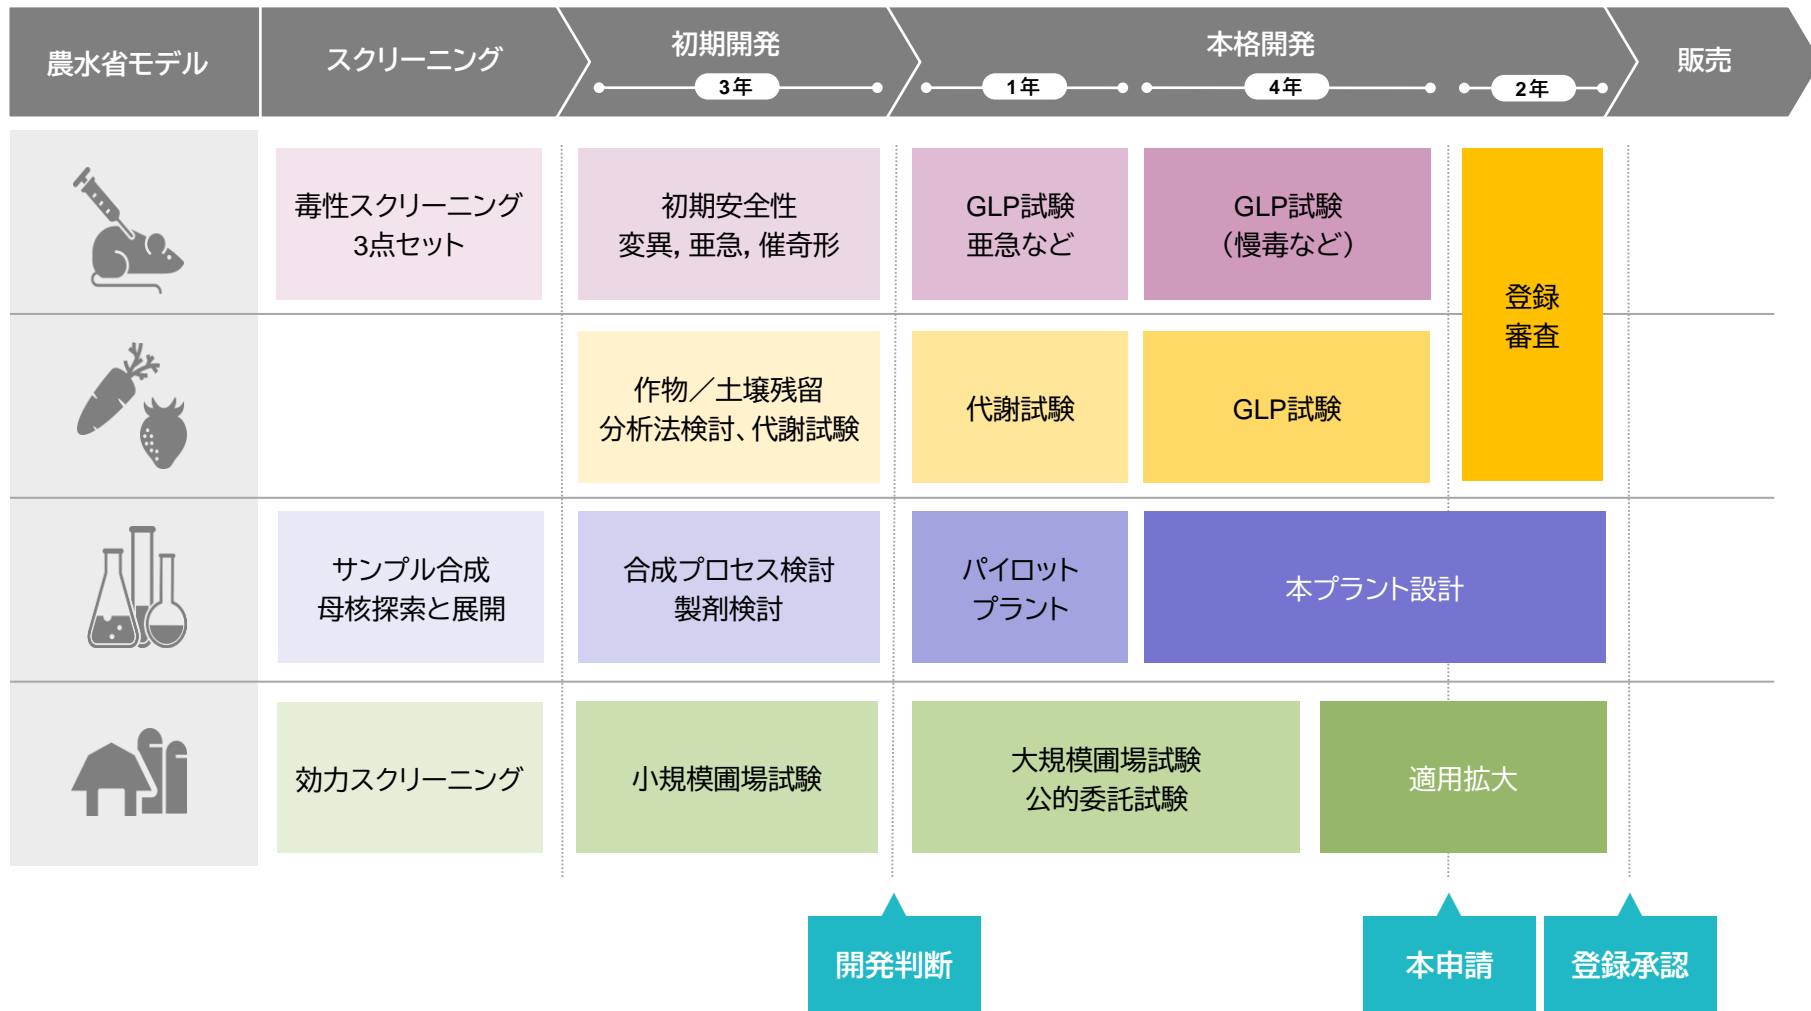 農水省モデル
スクリーニング
初期開発
3年
本格開発
1年
4年
2年
販売
毒性スクリーニング
3点セット
初期安全性
変異, 亜急, 催奇形
GLP試験
亜急など
GLP試験
（慢毒など）
登録
審査
作物／土壌残留
分析法検討、代謝試験
代謝試験
GLP試験
サンプル合成
母核探索と展開
合成プロセス検討
製剤検討
パイロット
プラント
本プラント設計
効力スクリーニング
小規模圃場試験
大規模圃場試験
公的委託試験
適用拡大
開発判断
本申請
登録承認